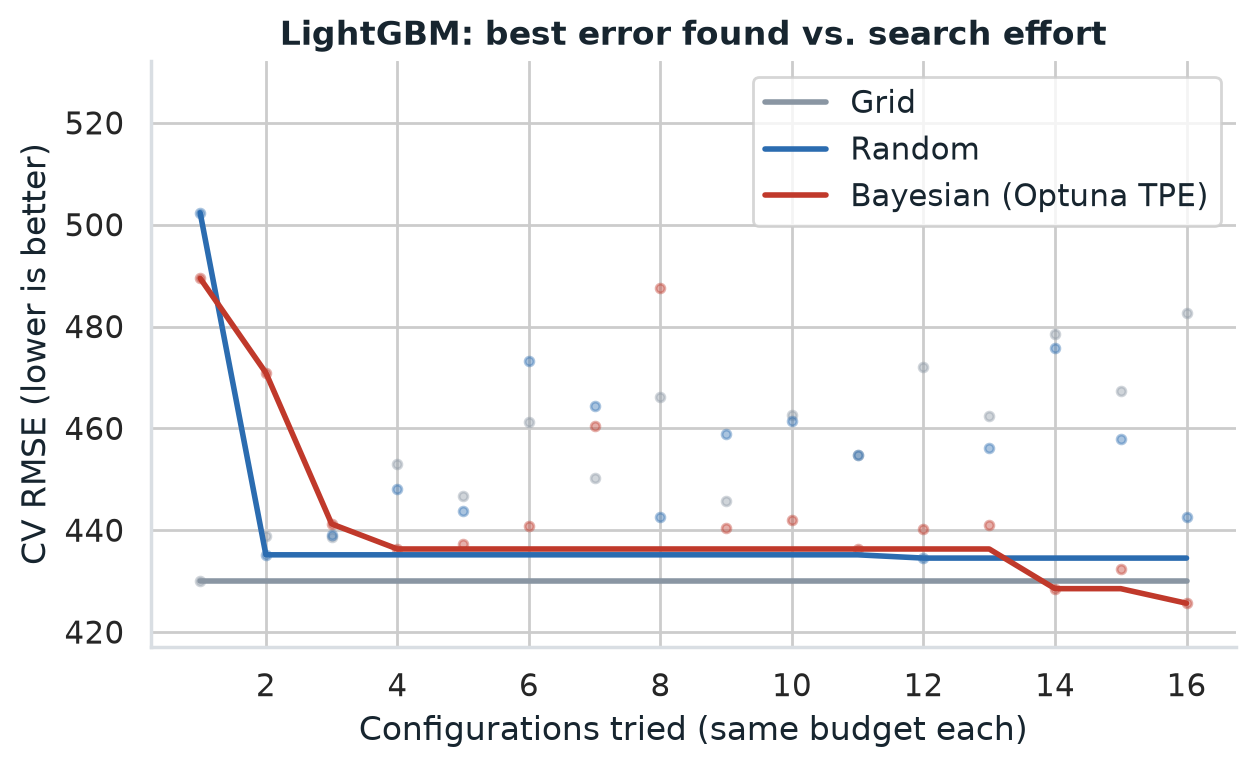 LightGBM: best error found vs. search effort
Grid
Random
Bayesian (Optuna TPE)
CV RMSE (lower is better)
520
500
480
460
440
420
2 4 6 8 10 12 14 16
Configurations tried (same budget each)